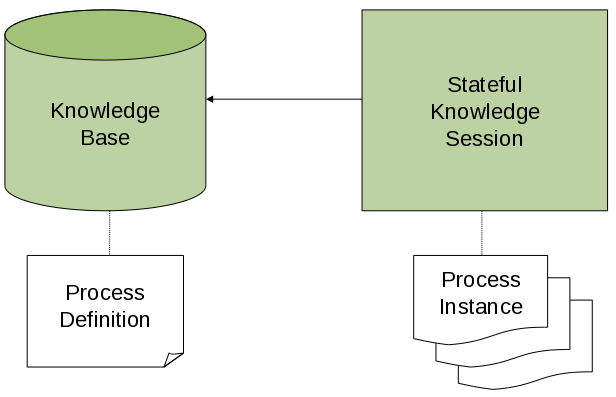 Knowledge
Base
Stateful
Knowledge
Session
Process
Definition
Process
Instance